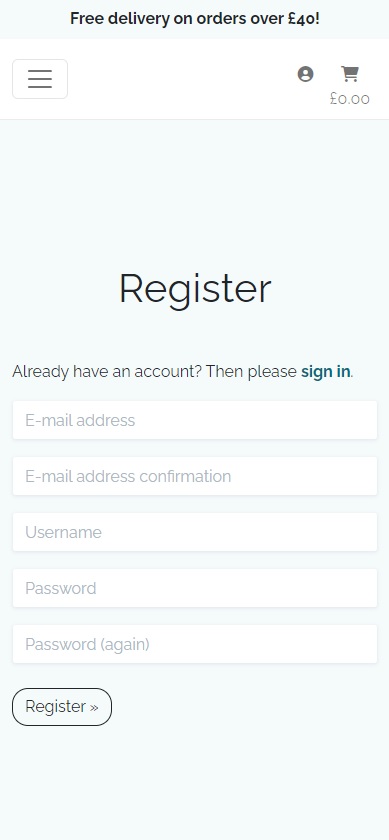 Free delivery on orders over £40!
£0.00
Register
Already have an account? Then please sign in.
E-mail address
E-mail address confirmation
Username
Password
Password (again)
Register »